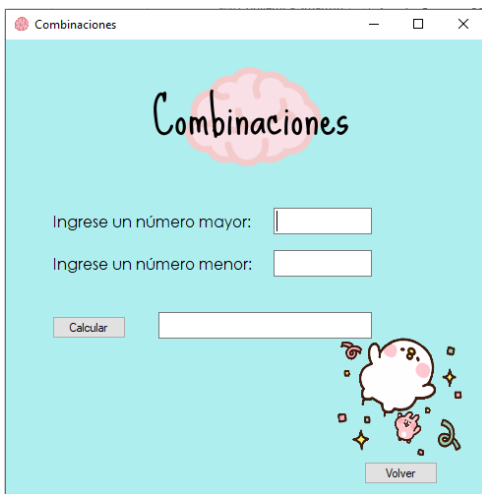 Combinaciones
Combinaciones
Ingrese un número mayor:
Ingrese un número menor:
Calcular
Volver